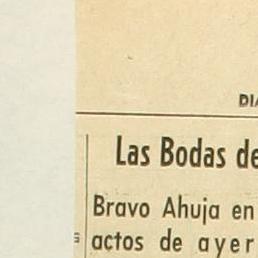 DIA
Las Bodas de
Bravo Ahuja en
actos de ayer